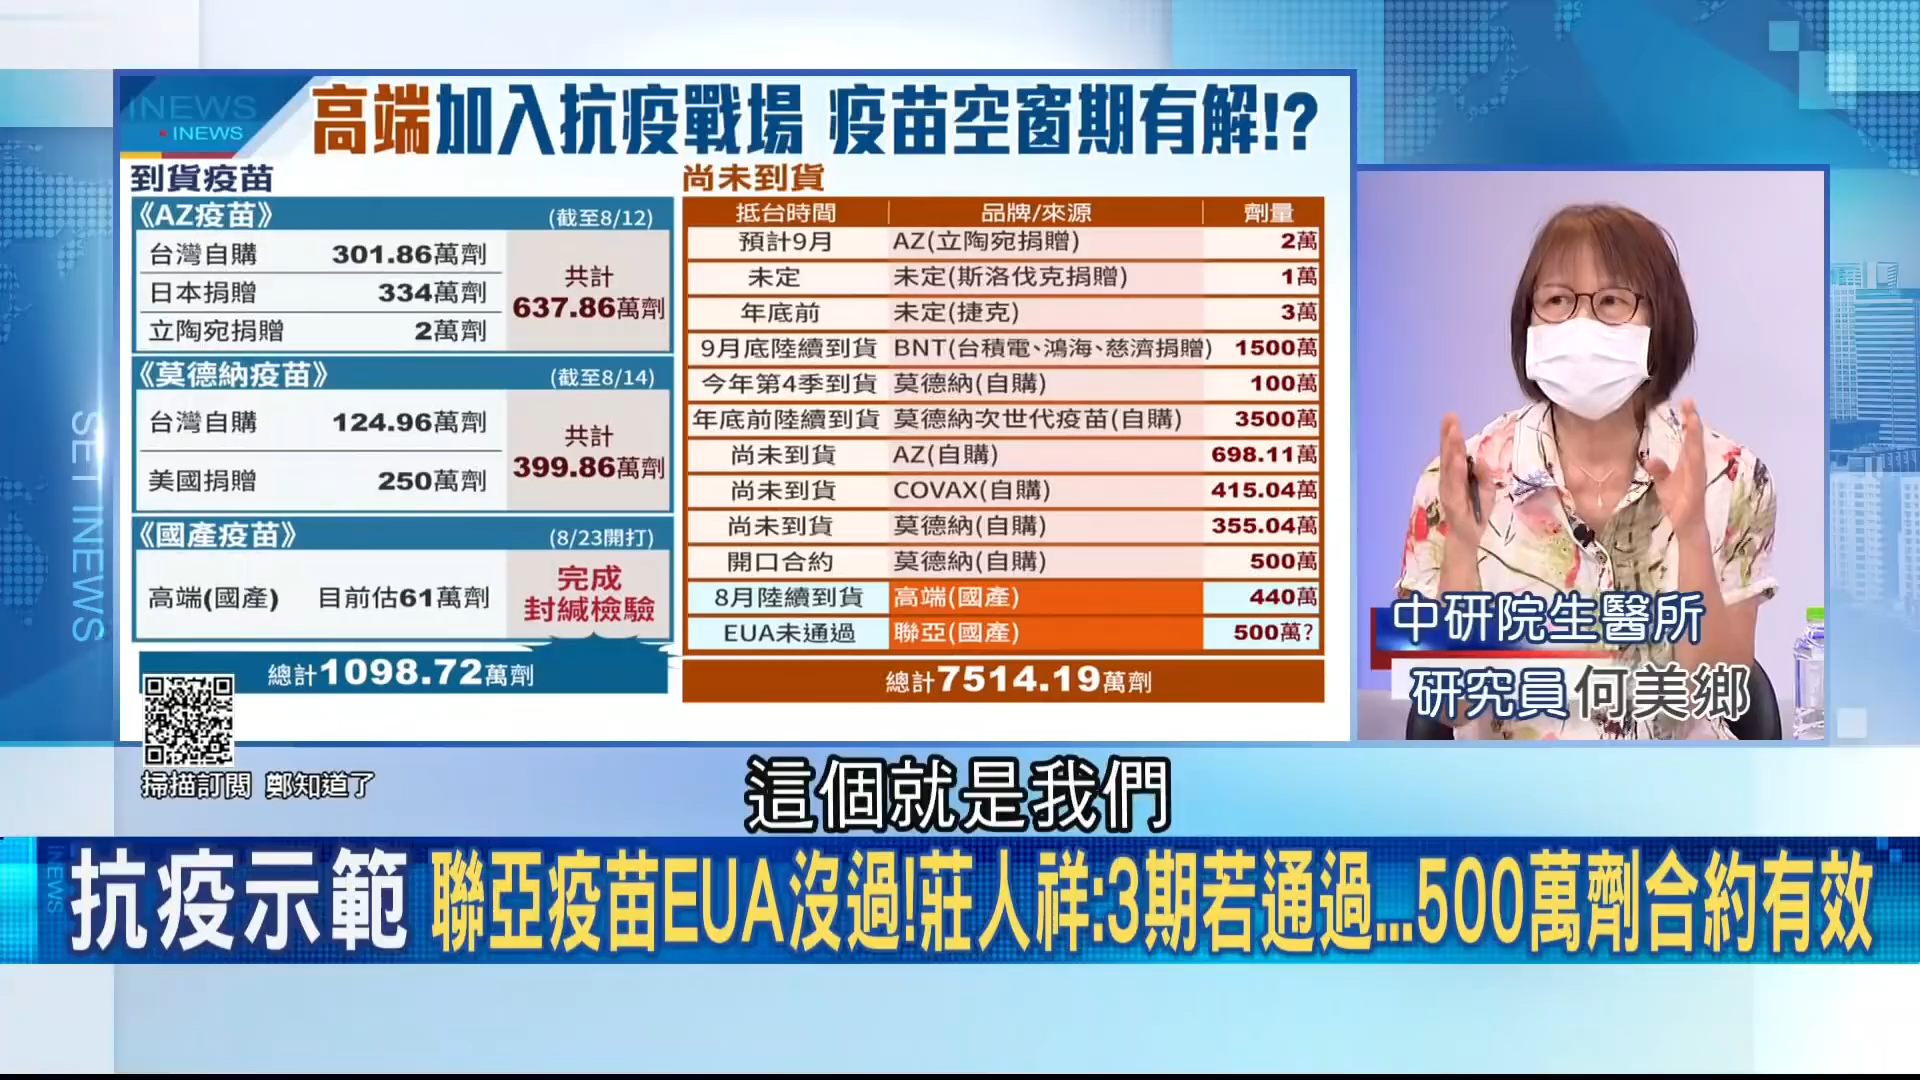 INEWS
INEWS
高端加入抗疫戰場 疫苗空窗期有解!?
到貨疫苗
《AZ疫苗》 (截至8/12)
台灣自購 301.86萬劑
日本捐贈 334萬劑
立陶宛捐贈 2萬劑
共計
637.86萬劑
《莫德納疫苗》 (截至8/14)
台灣自購 124.96萬劑
美國捐贈 250萬劑
共計
399.86萬劑
《國產疫苗》 (8/23開打)
高端(國產) 目前估61萬劑
完成
封緘檢驗
總計1098.72萬劑
尚未到貨
抵台時間 品牌/來源 劑量
預計9月 AZ(立陶宛捐贈) 2萬
未定 未定(斯洛伐克捐贈) 1萬
年底前 未定(捷克) 3萬
9月底陸續到貨 BNT(台積電、鴻海、慈濟捐贈) 1500萬
今年第4季到貨 莫德納(自購) 100萬
年底前陸續到貨 莫德納次世代疫苗(自購) 3500萬
尚未到貨 AZ(自購) 698.11萬
尚未到貨 COVAX(自購) 415.04萬
尚未到貨 莫德納(自購) 355.04萬
開口合約 莫德納(自購) 500萬
8月陸續到貨 高端(國產) 440萬
EUA未通過 聯亞(國產) 500萬?
總計7514.19萬劑
SET INEWS
中研院生醫所
研究員何美鄉
掃描訂閱 鄭知道了
這個就是我們
INEWS
抗疫示範 聯亞疫苗EUA沒過!莊人祥:3期若通過...500萬劑合約有效